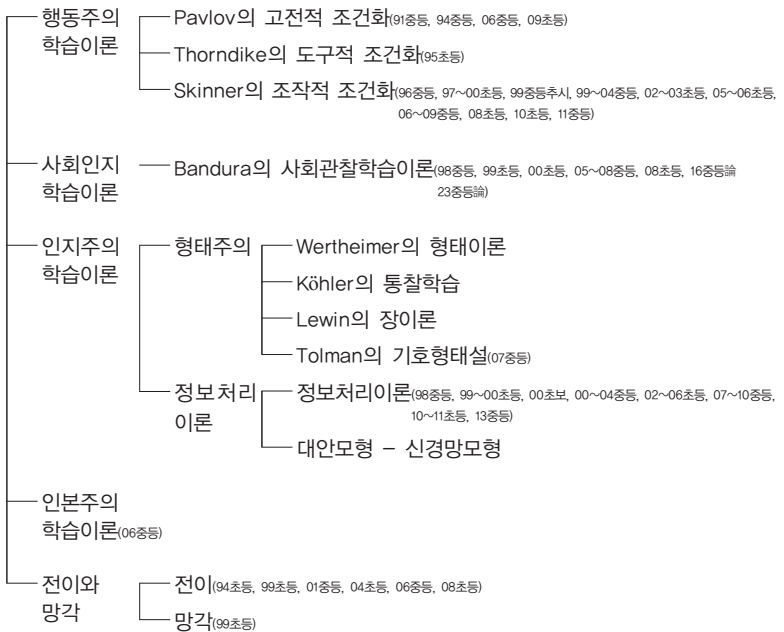 행동주의 학습이론
Pavlov의 고전적 조건화(91중등, 94중등, 06중등, 09초등)
Thorndike의 도구적 조건화(95초등)
Skinner의 조작적 조건화(96중등, 97～00초등, 99중등추시, 99～04중등, 02～03초등, 05～06초등,
06～09중등, 08초등, 10초등, 11중등)
사회인지
학습이론
Bandura의 사회관찰학습이론(98중등, 99초등, 00초등, 05～08중등, 08초등, 16중등論
23중등論)
인지주의
학습이론
형태주의
Wertheimer의 형태이론
Köhler의 통찰학습
Lewin의 장이론
Tolman의 기호형태설(07중등)
정보처리
이론
정보처리이론(98중등, 99～00초등, 00초보, 00～04중등, 02～06초등, 07～10중등,
10～11초등, 13중등)
대안모형 － 신경망모형
인본주의
학습이론(06중등)
전이와
망각
전이(94초등, 99초등, 01중등, 04초등, 06중등, 08초등)
망각(99초등)